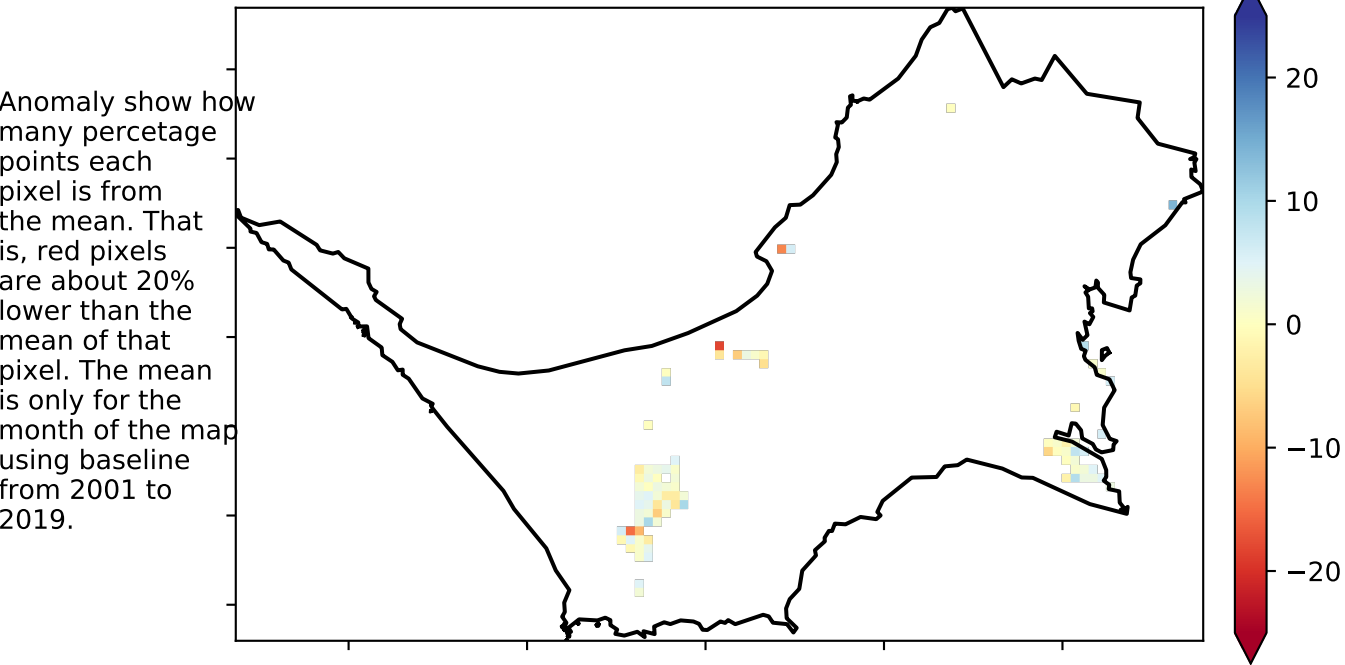 Anomaly show how
many percetage
points each
pixel is from
the mean. That
is, red pixels
are about 20%
lower than the
mean of that
pixel. The mean
is only for the
month of the map
using baseline
from 2001 to
2019.
20
10
0
−10
−20